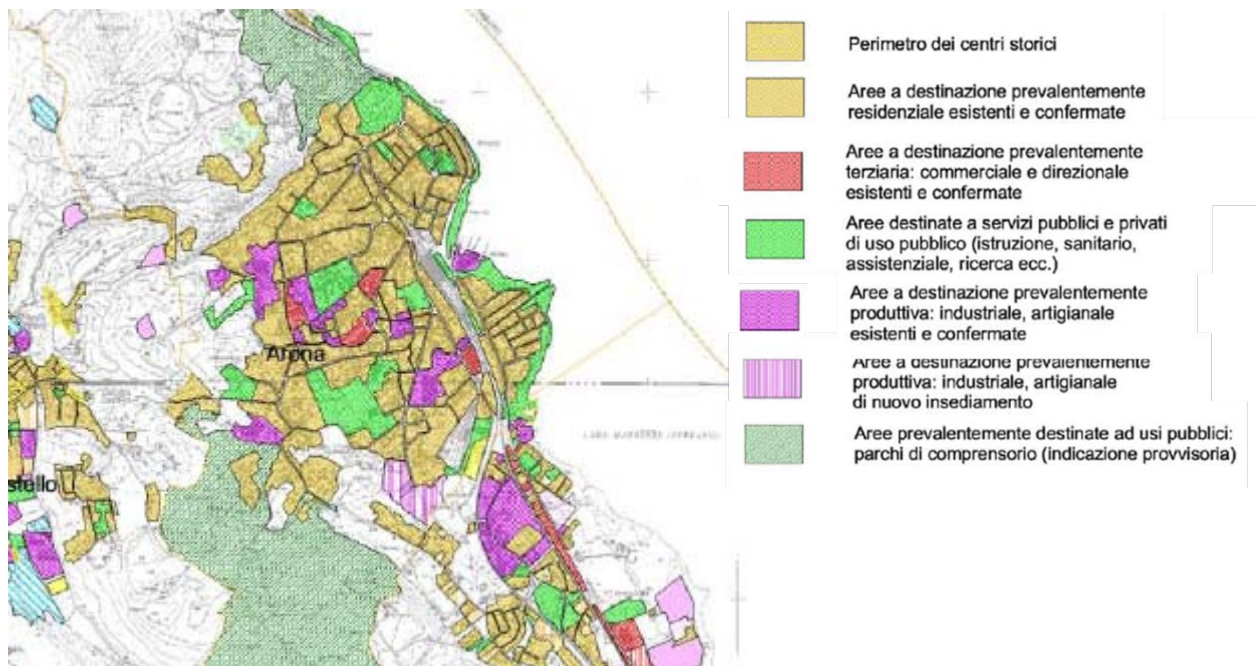 Arona
stello
Perimetro dei centri storici
Aree a destinazione prevalentemente
residenziale esistenti e confermate
Aree a destinazione prevalentemente
terziaria: commerciale e direzionale
esistenti e confermate
Aree destinate a servizi pubblici e privati
di uso pubblico (istruzione, sanitario,
assistenziale, ricerca ecc.)
Aree a destinazione prevalentemente
produttiva: industriale, artigianale
esistenti e confermate
Aree a destinazione prevalentemente
produttiva: industriale, artigianale
di nuovo insediamento
Aree prevalentemente destinate ad usi pubblici:
parchi di comprensorio (indicazione provvisoria)